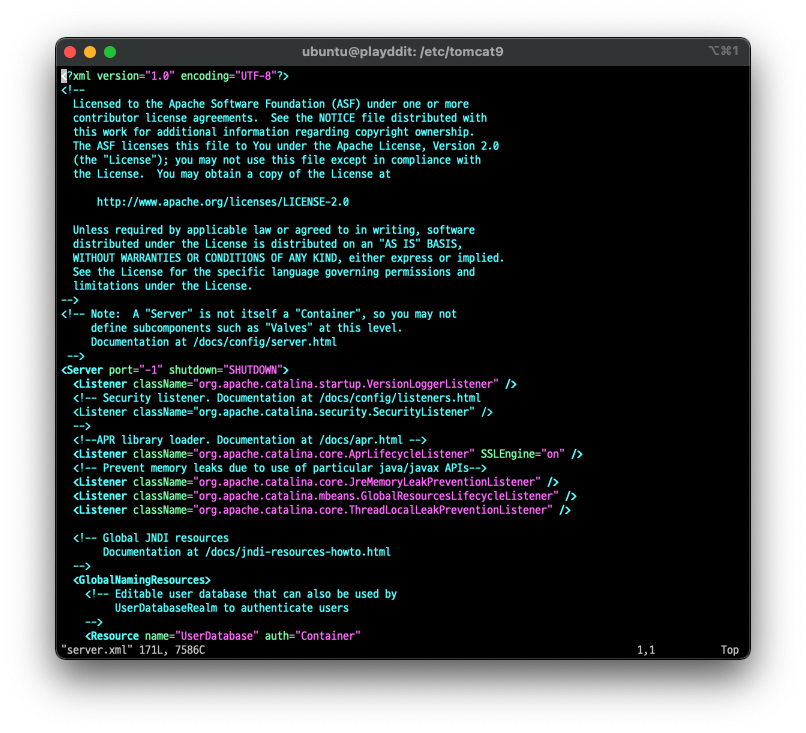 ubuntu@playddit: /etc/tomcat9
⌥⌘1
<?xml version="1.0" encoding="UTF-8"?>
<!--
  Licensed to the Apache Software Foundation (ASF) under one or more
  contributor license agreements.  See the NOTICE file distributed with
  this work for additional information regarding copyright ownership.
  The ASF licenses this file to You under the Apache License, Version 2.0
  (the "License"); you may not use this file except in compliance with
  the License.  You may obtain a copy of the License at

      http://www.apache.org/licenses/LICENSE-2.0

  Unless required by applicable law or agreed to in writing, software
  distributed under the License is distributed on an "AS IS" BASIS,
  WITHOUT WARRANTIES OR CONDITIONS OF ANY KIND, either express or implied.
  See the License for the specific language governing permissions and
  limitations under the License.
-->
<!-- Note:  A "Server" is not itself a "Container", so you may not
     define subcomponents such as "Valves" at this level.
     Documentation at /docs/config/server.html
 -->
<Server port="-1" shutdown="SHUTDOWN">
  <Listener className="org.apache.catalina.startup.VersionLoggerListener" />
  <!-- Security listener. Documentation at /docs/config/listeners.html
  <Listener className="org.apache.catalina.security.SecurityListener" />
  -->
  <!--APR library loader. Documentation at /docs/apr.html -->
  <Listener className="org.apache.catalina.core.AprLifecycleListener" SSLEngine="on" />
  <!-- Prevent memory leaks due to use of particular java/javax APIs-->
  <Listener className="org.apache.catalina.core.JreMemoryLeakPreventionListener" />
  <Listener className="org.apache.catalina.mbeans.GlobalResourcesLifecycleListener" />
  <Listener className="org.apache.catalina.core.ThreadLocalLeakPreventionListener" />

  <!-- Global JNDI resources
       Documentation at /docs/jndi-resources-howto.html
  -->
  <GlobalNamingResources>
    <!-- Editable user database that can also be used by
         UserDatabaseRealm to authenticate users
    -->
    <Resource name="UserDatabase" auth="Container"
"server.xml" 171L, 7586C 1,1 Top